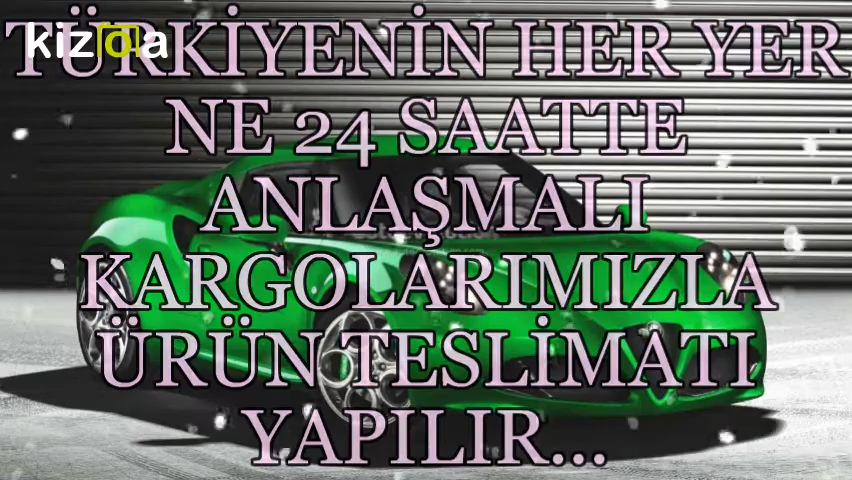 kizoa
TÜRKİYENİN HER YER
NE 24 SAATTE
ANLAŞMALI
KARGOLARIMIZLA
ÜRÜN TESLİMATI
YAPILIR...